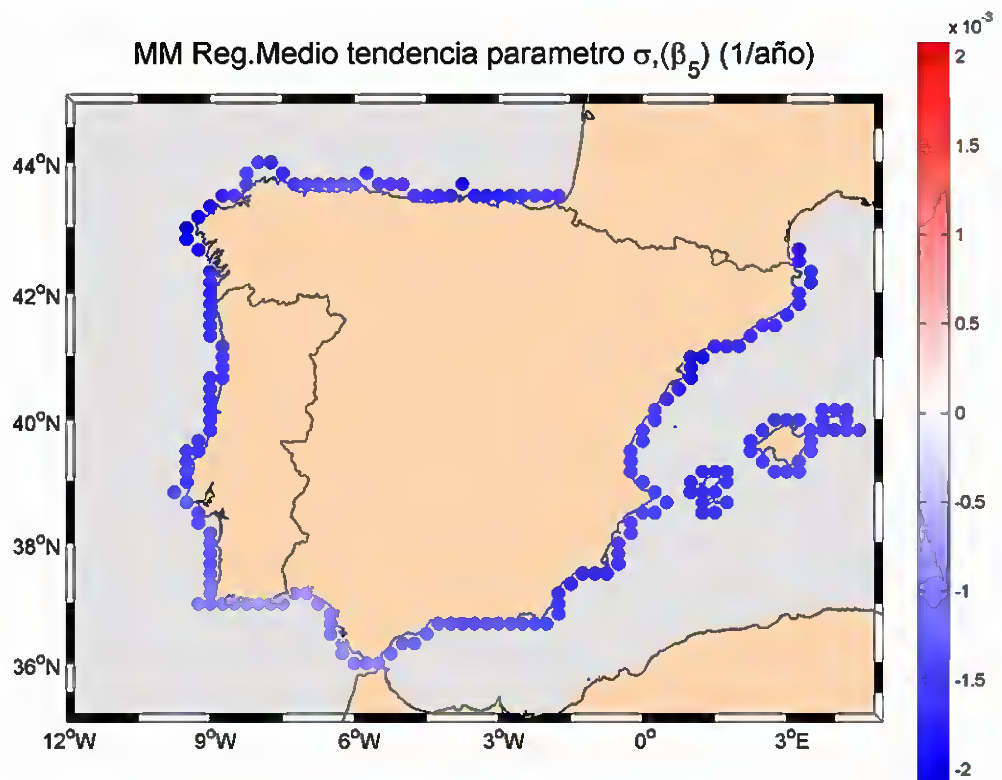 x 10⁻³
MM Reg.Medio tendencia parametro σ,(β₅) (1/año)
2
1.5
1
0.5
0
-0.5
-1
-1.5
-2
44°N
42°N
40°N
38°N
36°N
12°W
9°W
6°W
3°W
0°
3°E